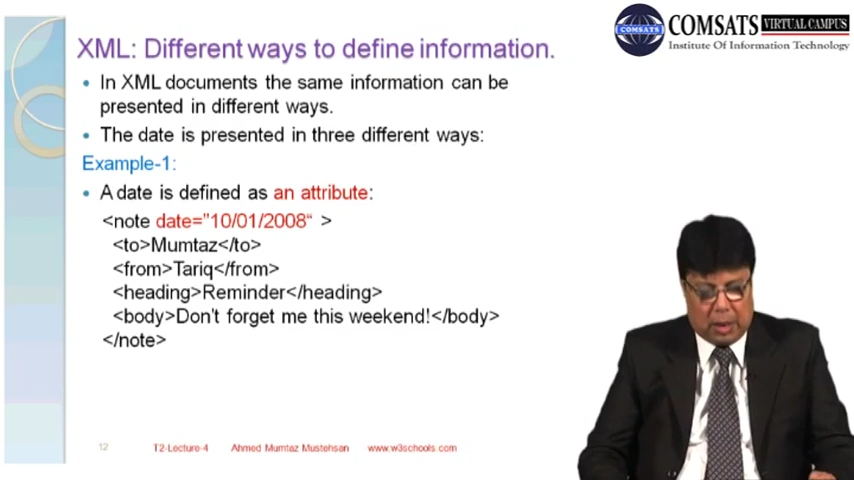 XML: Different ways to define information.
COMSATS VIRTUAL CAMPUS
Institute Of Information Technology
COMSATS
• In XML documents the same information can be
presented in different ways.
• The date is presented in three different ways:
Example-1:
• A date is defined as an attribute:
<note date=”10/01/2008“ >
<to>Mumtaz</to>
<from>Tariq</from>
<heading>Reminder</heading>
<body>Don't forget me this weekend!</body>
</note>
12 T2-Lecture-4 Ahmed Mumtaz Mustehsan www.w3schools.com